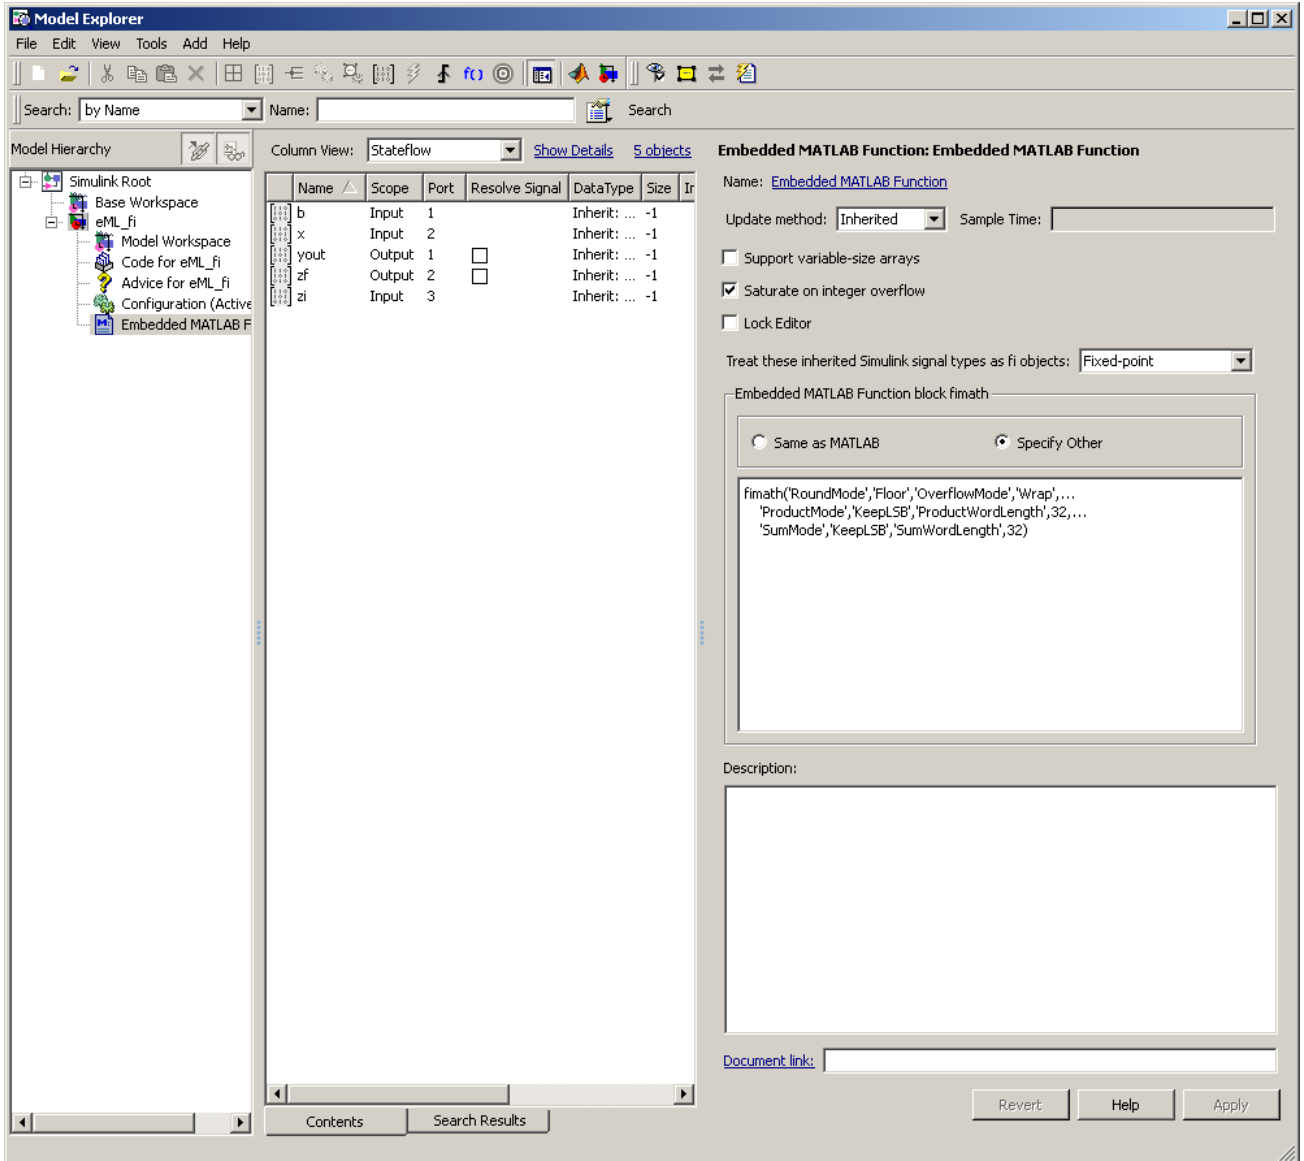 Model Explorer
File Edit View Tools Add Help
Search: by Name Name: Search
Model Hierarchy
Simulink Root
Base Workspace
eML_fi
Model Workspace
Code for eML_fi
Advice for eML_fi
Configuration (Active
Embedded MATLAB F
Column View: Stateflow Show Details 5 objects
Name Scope Port Resolve Signal DataType Size Ir
b Input 1 Inherit: ... -1
x Input 2 Inherit: ... -1
yout Output 1 Inherit: ... -1
zf Output 2 Inherit: ... -1
zi Input 3 Inherit: ... -1
Contents Search Results
Embedded MATLAB Function: Embedded MATLAB Function
Name: Embedded MATLAB Function
Update method: Inherited Sample Time:
Support variable-size arrays
Saturate on integer overflow
Lock Editor
Treat these inherited Simulink signal types as fi objects: Fixed-point
Embedded MATLAB Function block fimath
Same as MATLAB Specify Other
fimath('RoundMode','Floor','OverflowMode','Wrap',...
'ProductMode','KeepLSB','ProductWordLength',32,...
'SumMode','KeepLSB','SumWordLength',32)
Description:
Document link:
Revert Help Apply